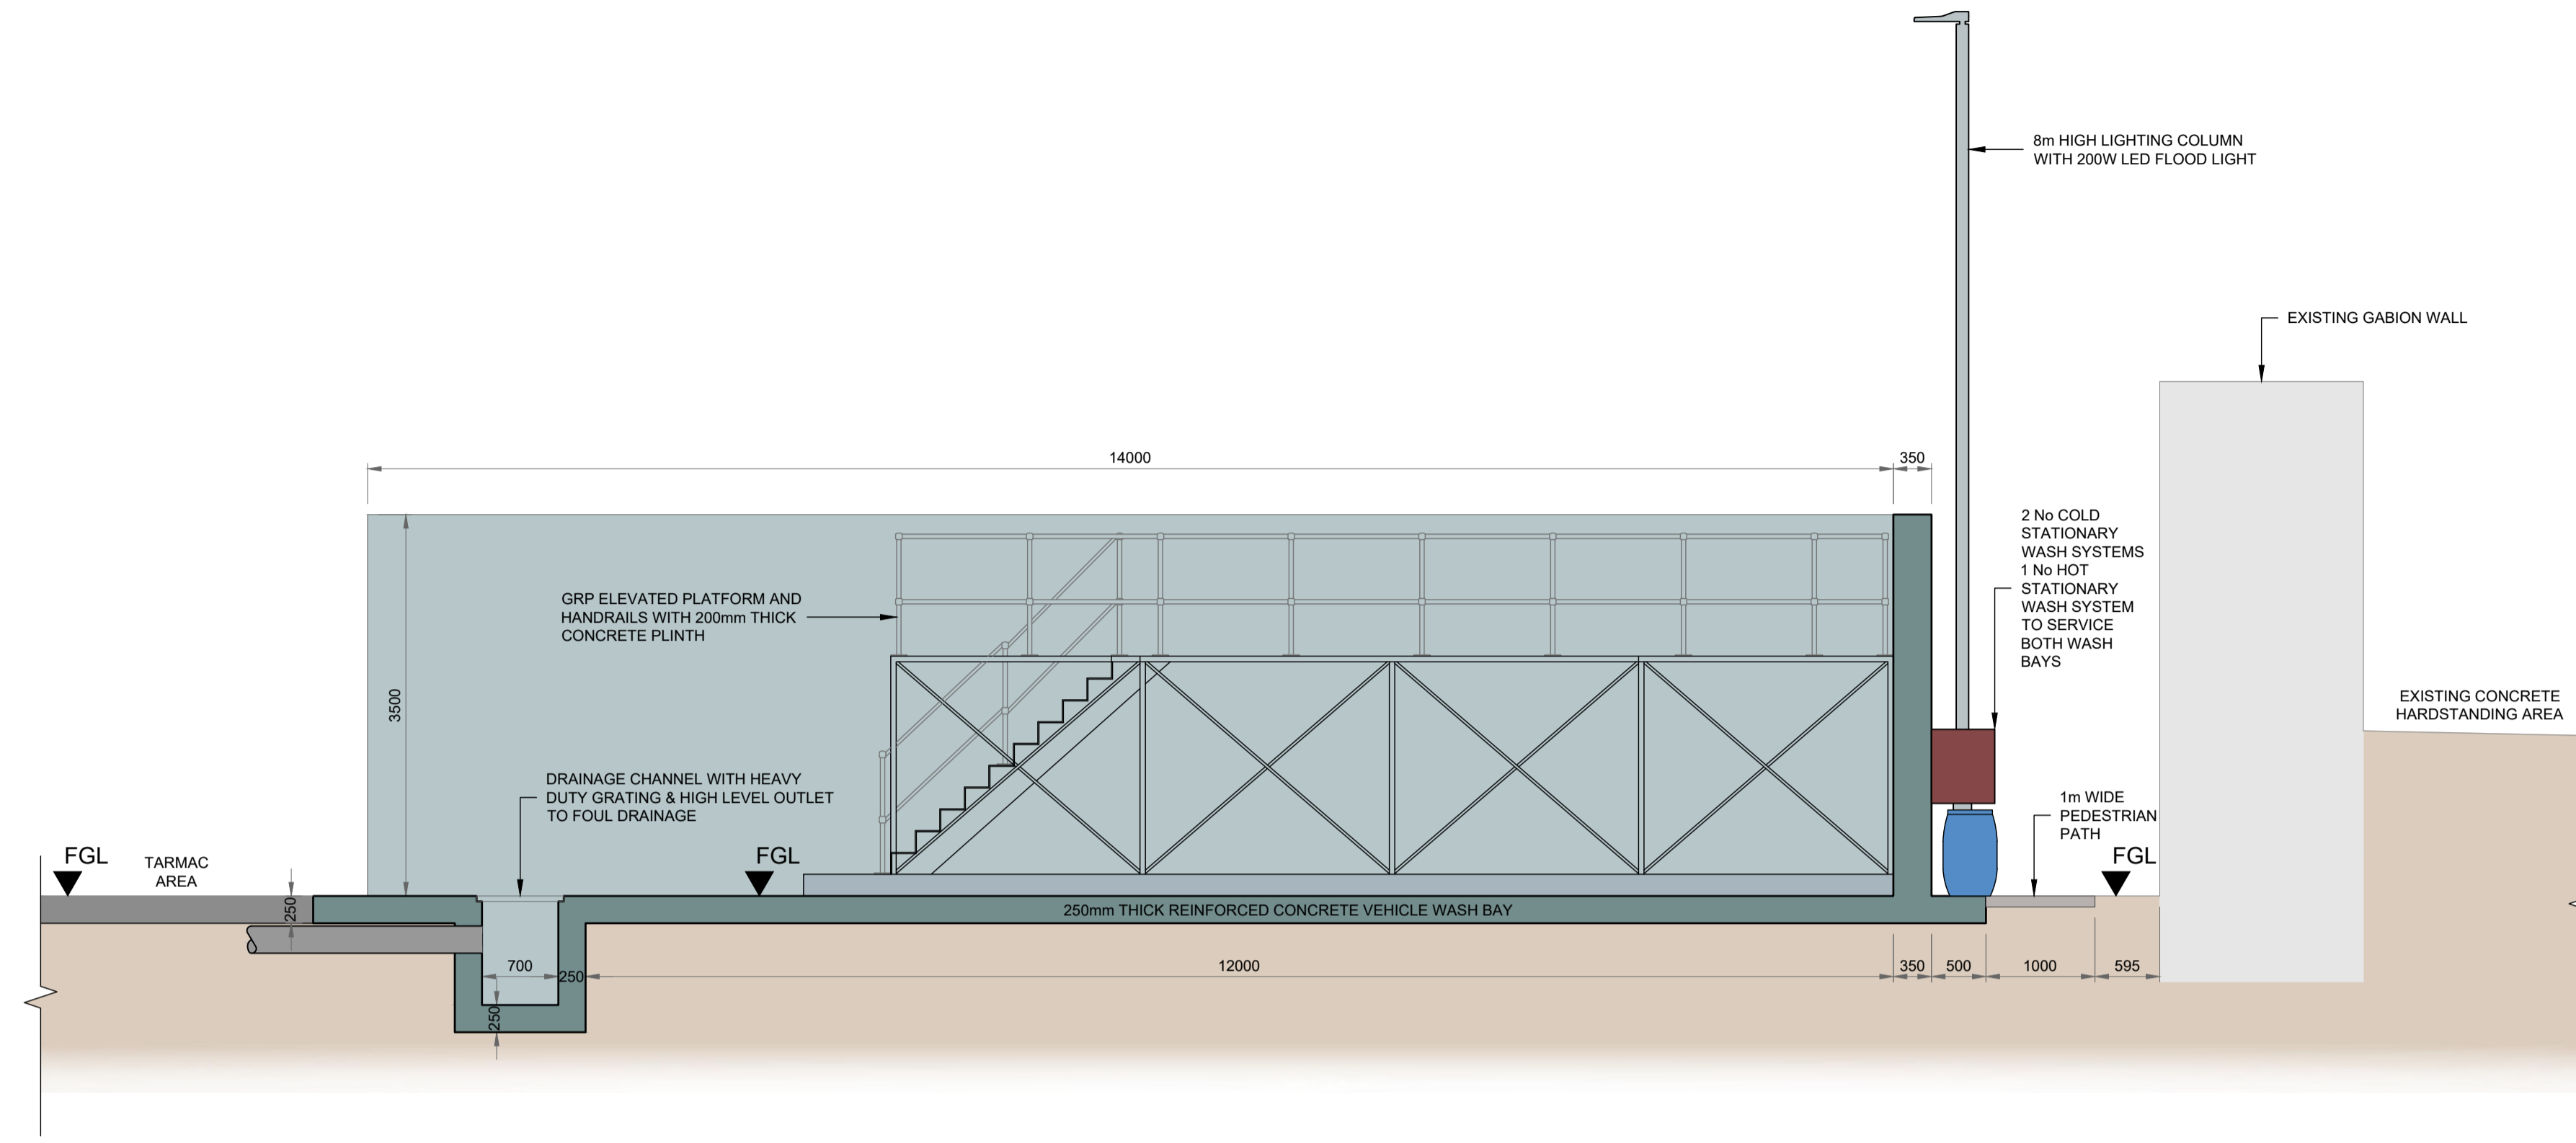 8m HIGH LIGHTING COLUMN
WITH 200W LED FLOOD LIGHT
EXISTING GABION WALL
14000
350
2 No COLD
STATIONARY
WASH SYSTEMS
1 No HOT
STATIONARY
WASH SYSTEM
TO SERVICE
BOTH WASH
BAYS
GRP ELEVATED PLATFORM AND
HANDRAILS WITH 200mm THICK
CONCRETE PLINTH
3500
EXISTING CONCRETE
HARDSTANDING AREA
DRAINAGE CHANNEL WITH HEAVY
DUTY GRATING & HIGH LEVEL OUTLET
TO FOUL DRAINAGE
1m WIDE
PEDESTRIAN
PATH
FGL
TARMAC
AREA
FGL
FGL
250
250mm THICK REINFORCED CONCRETE VEHICLE WASH BAY
700
250
12000
350
500
1000
595
250